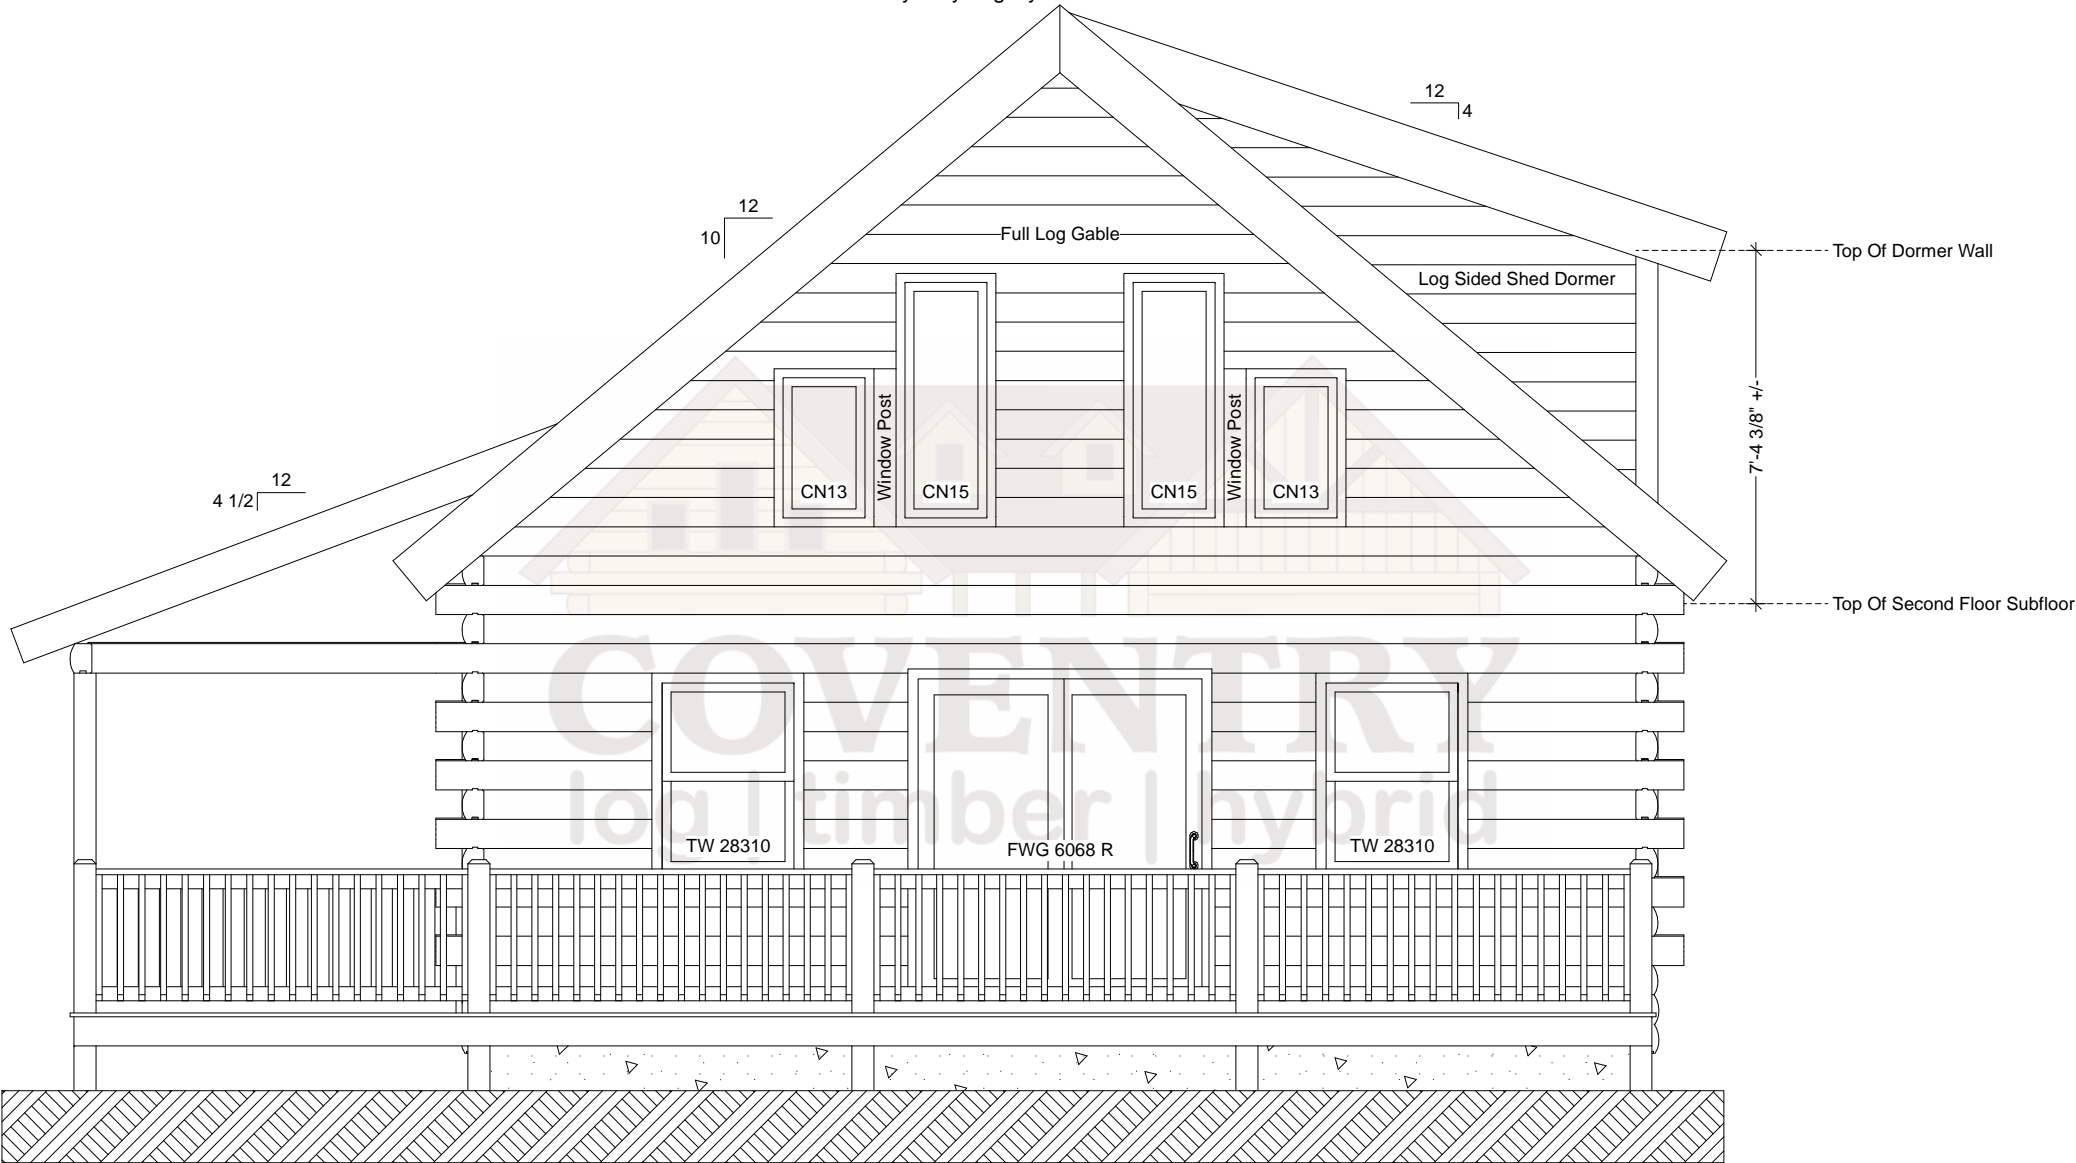 12
4
12
10
Full Log Gable
Top Of Dormer Wall
Log Sided Shed Dormer
7'-4 3/8" +/-
Window Post
Window Post
12
4 1/2
CN13
CN15
CN15
CN13
Top Of Second Floor Subfloor
COVENTRY
log | timber | hybrid
TW 28310
FWG 6068 R
TW 28310